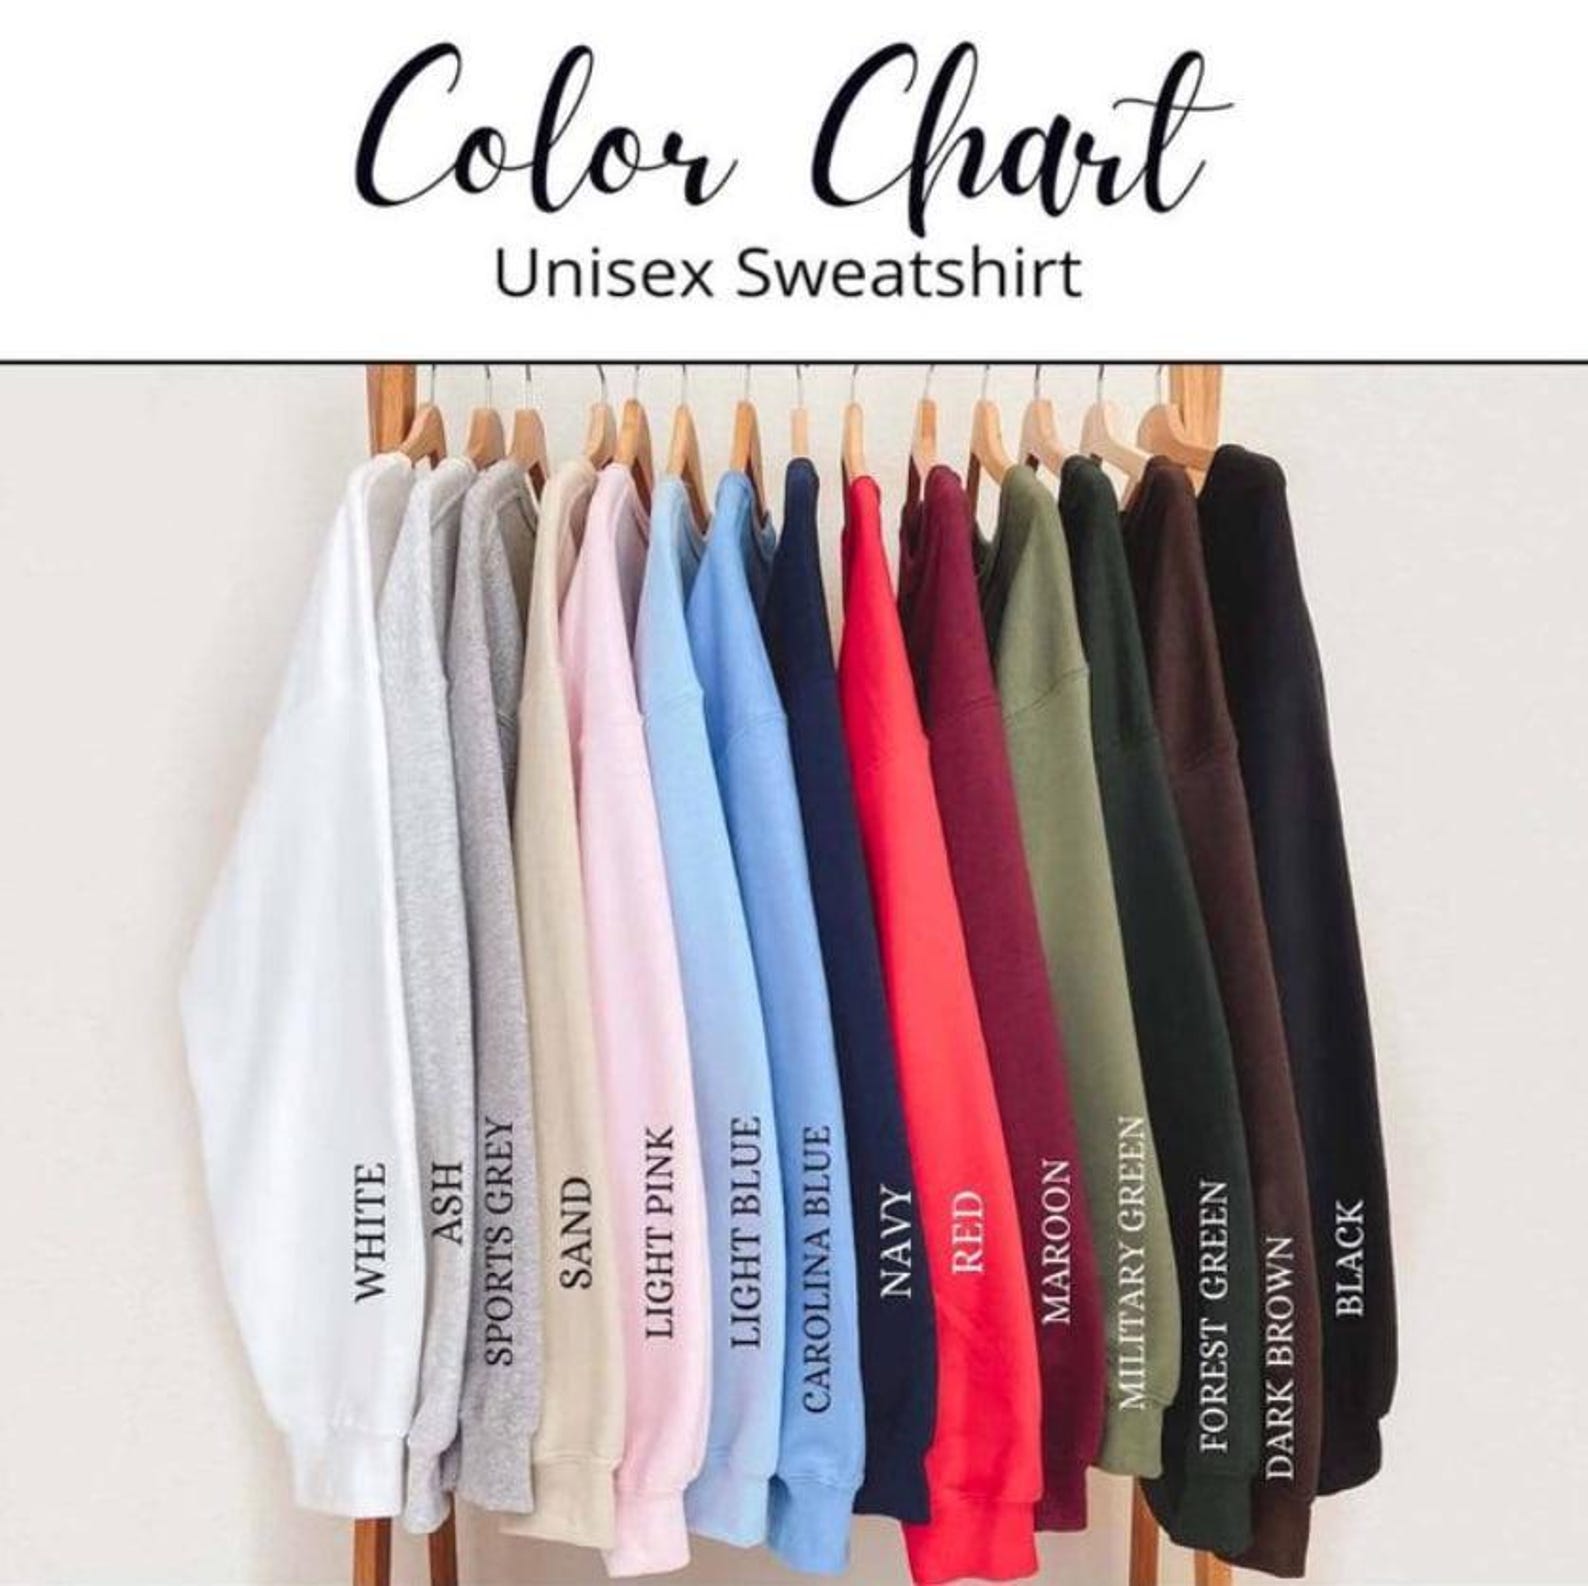 Color Chart
Unisex Sweatshirt
WHITE
ASH
SPORTS GREY
SAND
LIGHT PINK
LIGHT BLUE
CAROLINA BLUE
NAVY
RED
MAROON
MILITARY GREEN
FOREST GREEN
DARK BROWN
BLACK